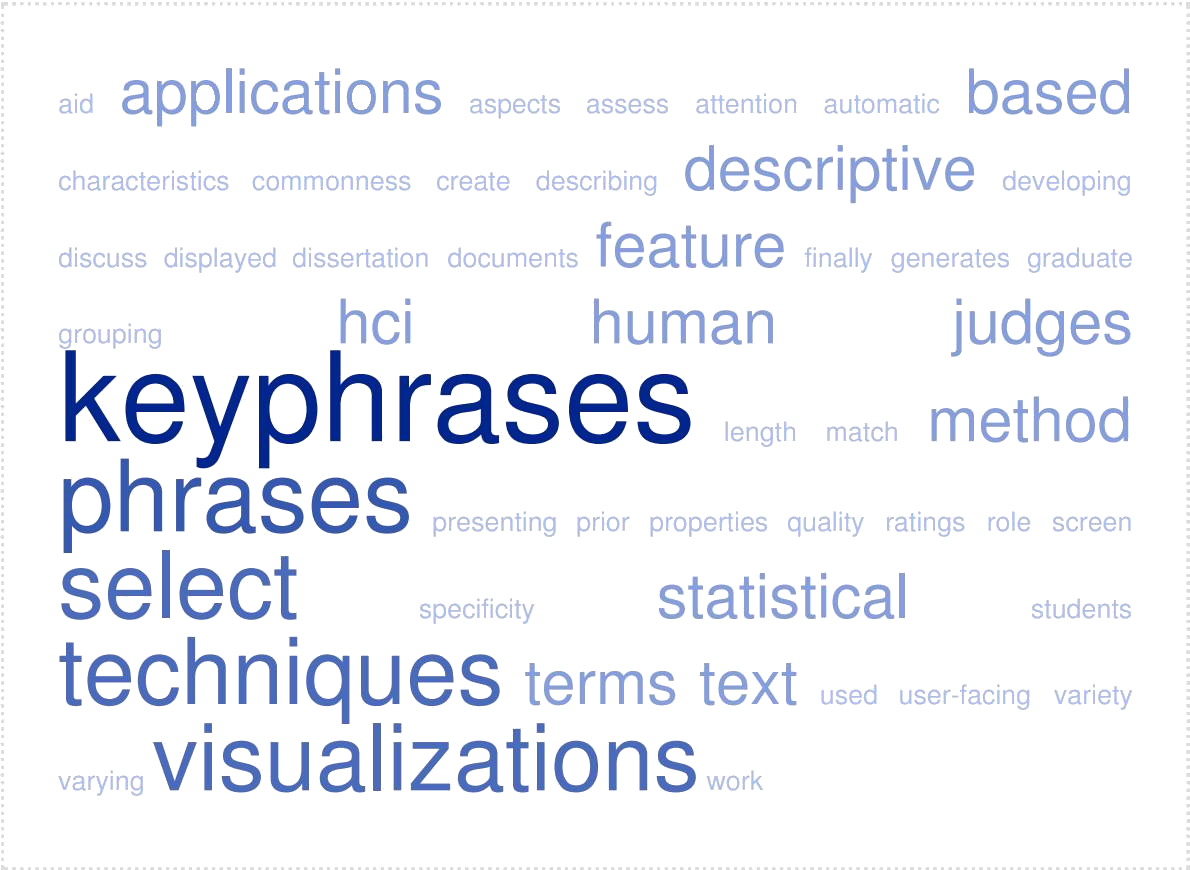 aid applications aspects assess attention automatic based
characteristics commonness create describing descriptive developing
discuss displayed dissertation documents feature finally generates graduate
grouping hci human judges
keyphrases length match method
phrases presenting prior properties quality ratings role screen
select specificity statistical students
techniques terms text used user-facing variety
varying visualizations work